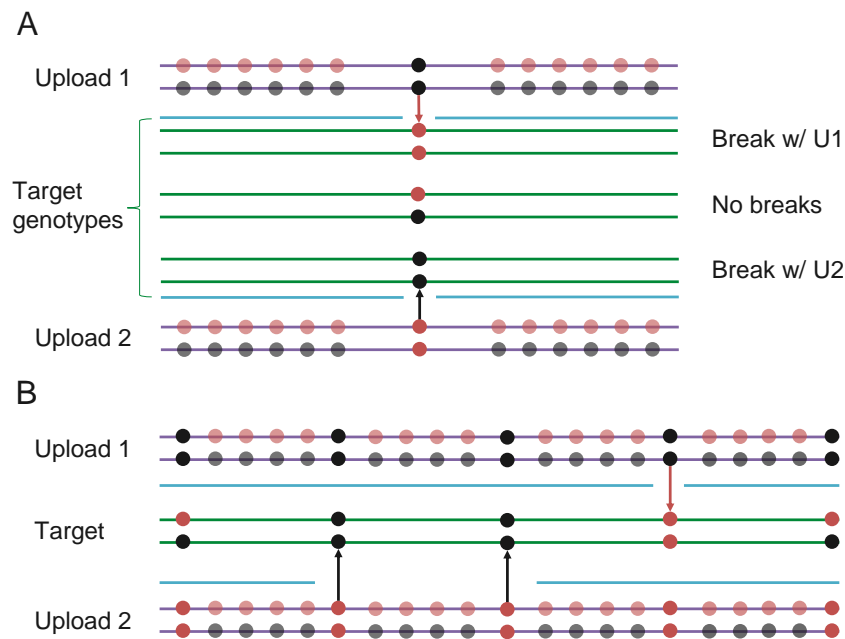 A
Upload 1
Break w/ U1
Target
genotypes
No breaks
Break w/ U2
Upload 2
B
Upload 1
Target
Upload 2